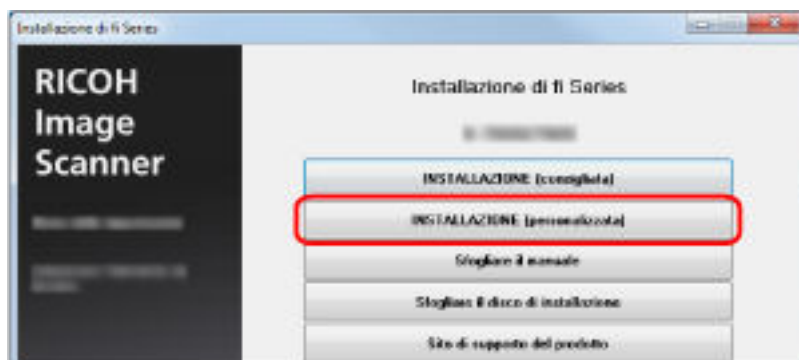 Installazione di fi Series
RICOH
Image
Scanner
Installazione di fi Series
INSTALLAZIONE (consigliata)
INSTALLAZIONE (personalizzata)
Sfogliare il manuale
Sfogliare il disco di installazione
Sito di supporto del prodotto